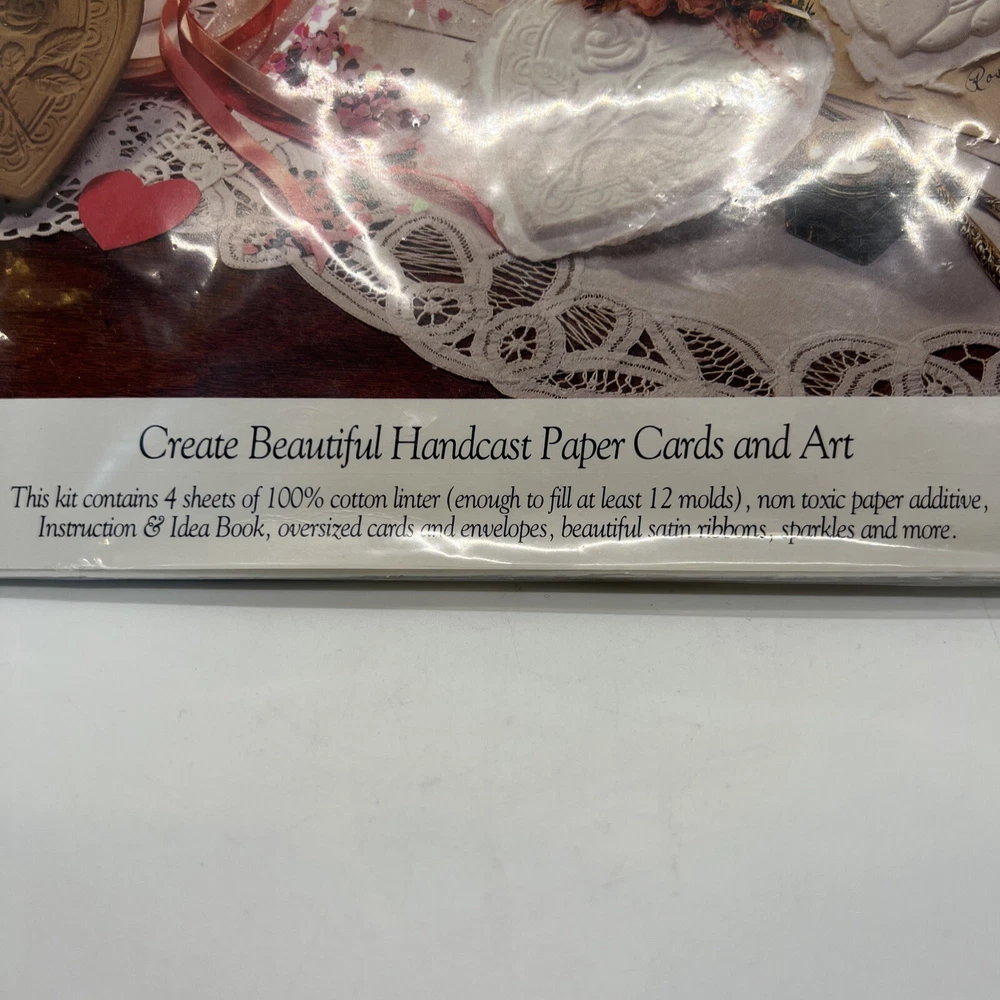 Create Beautiful Handcast Paper Cards and Art
This kit contains 4 sheets of 100% cotton linter (enough to fill at least 12 molds), non toxic paper additive,
Instruction & Idea Book, oversized cards and envelopes, beautiful satin ribbons, sparkles and more.